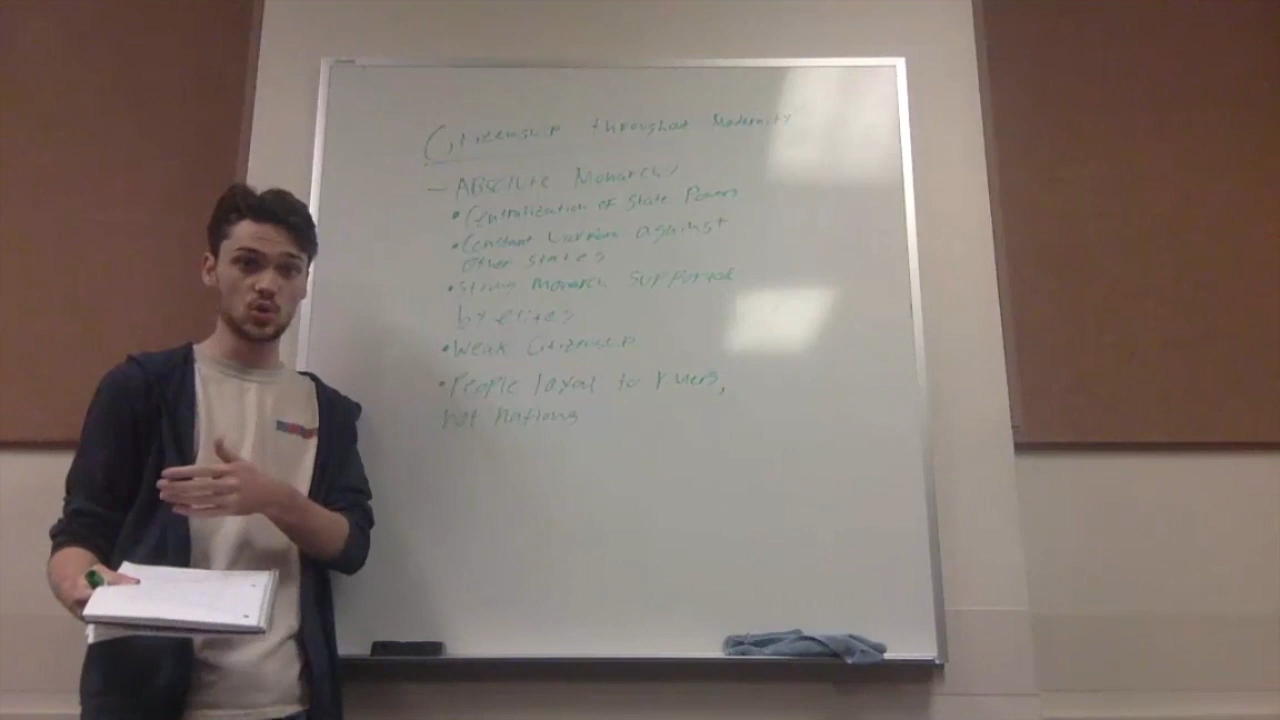 Citizenship throughout Modernity
- Absolute Monarchy
• Centralization of State Powers
• Constant warfare against
other states
• Strong monarch supported
by elites
• Weak Citizenship
• People loyal to rulers,
not nations